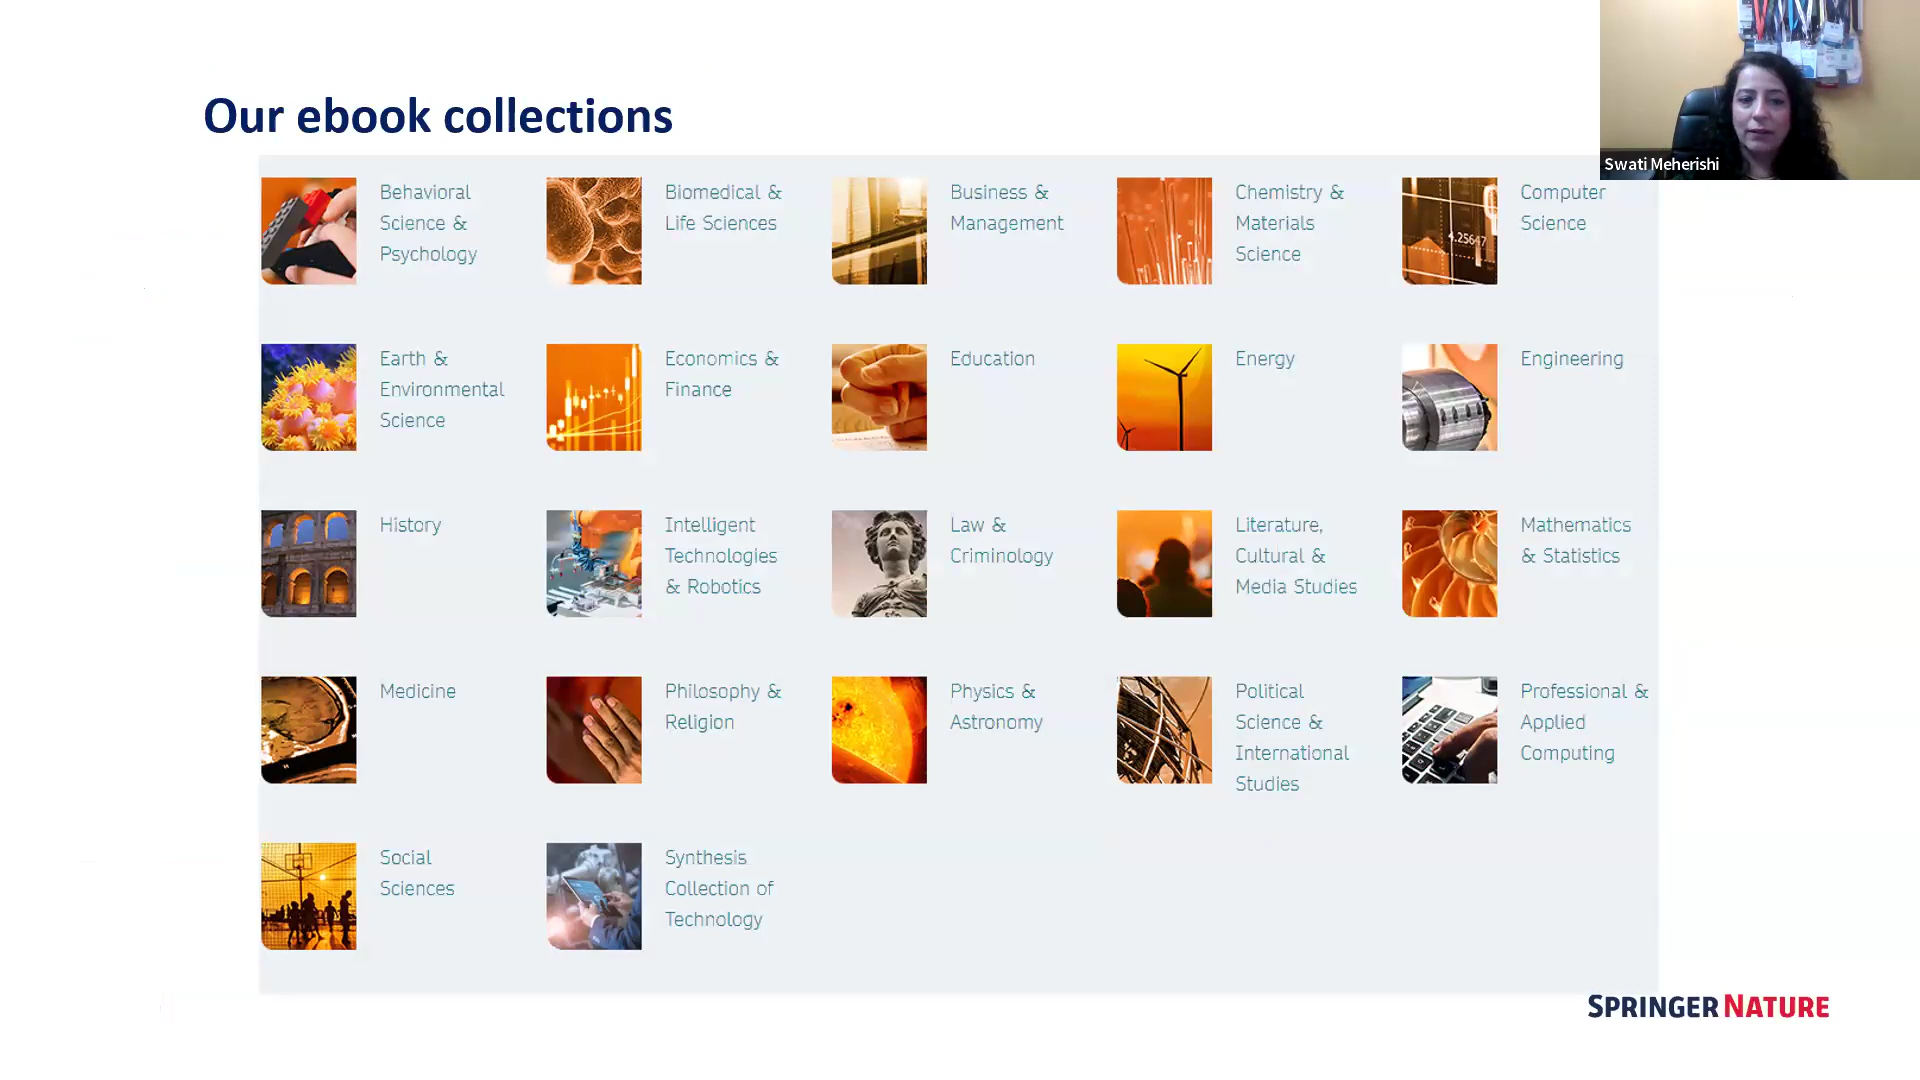 Our ebook collections
Swati Meherishi
Behavioral
Science &
Psychology
Biomedical &
Life Sciences
Business &
Management
Chemistry &
Materials
Science
Computer
Science
4.25647
Earth &
Environmental
Science
Economics &
Finance
Education
Energy
Engineering
History
Intelligent
Technologies
& Robotics
Law &
Criminology
Literature,
Cultural &
Media Studies
Mathematics
& Statistics
Medicine
Philosophy &
Religion
Physics &
Astronomy
Political
Science &
International
Studies
Professional &
Applied
Computing
Social
Sciences
Synthesis
Collection of
Technology
SPRINGER NATURE